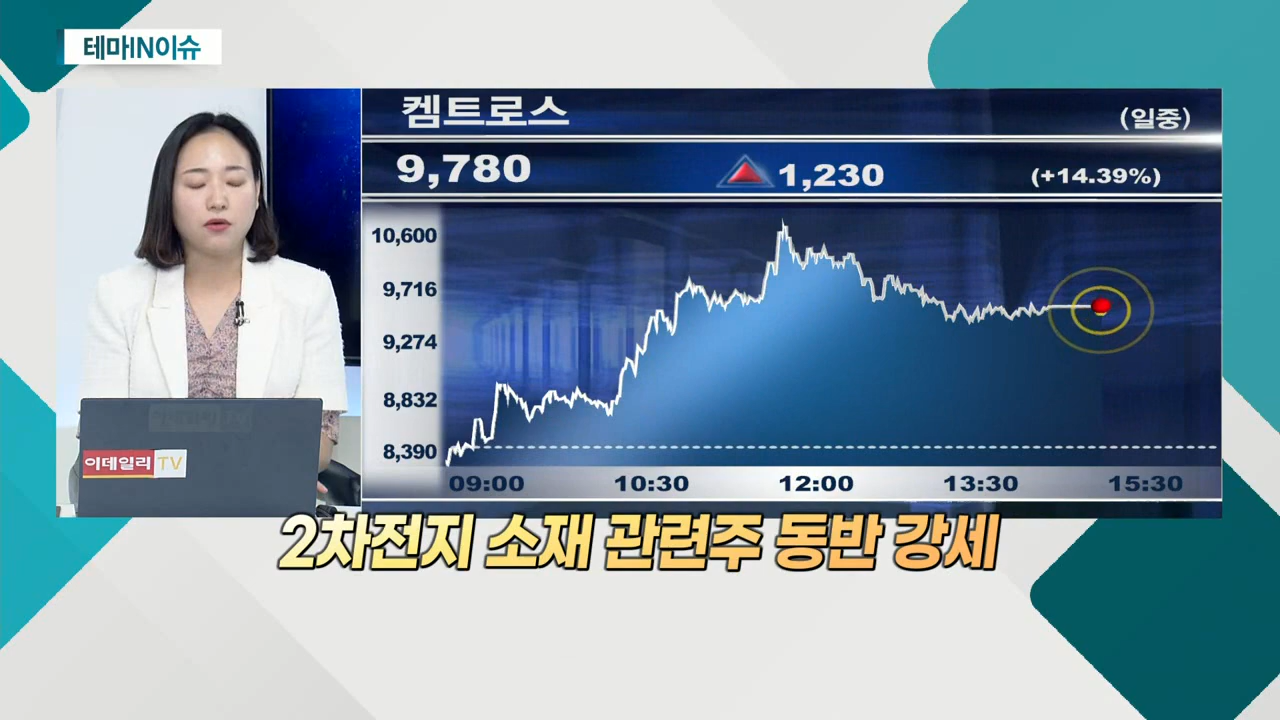 테마IN이슈
켐트로스
(일중)
9,780
1,230
(+14.39%)
10,600
9,716
9,274
8,832
8,390
09:00 10:30 12:00 13:30 15:30
이데일리 TV
2차전지 소재 관련주 동반 강세